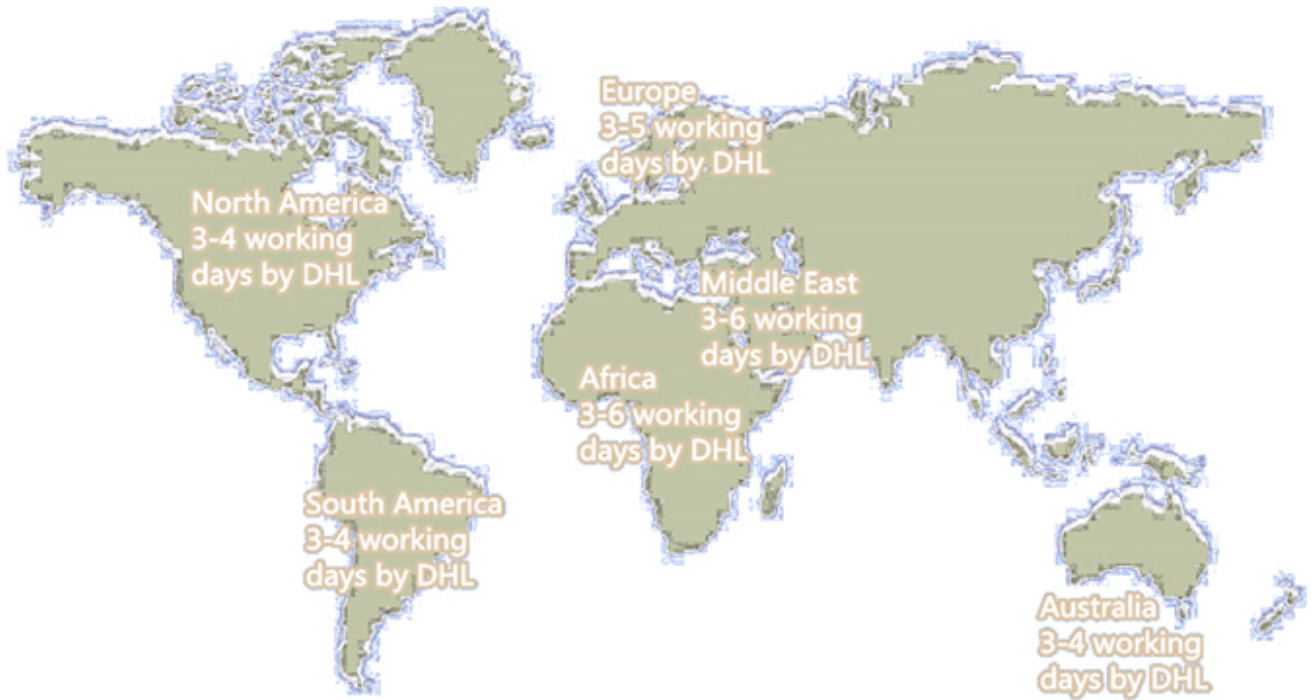 Europe
3-5 working
days by DHL
North America
3-4 working
days by DHL
Middle East
3-6 working
days by DHL
Africa
3-6 working
days by DHL
South America
3-4 working
days by DHL
Australia
3-4 working
days by DHL